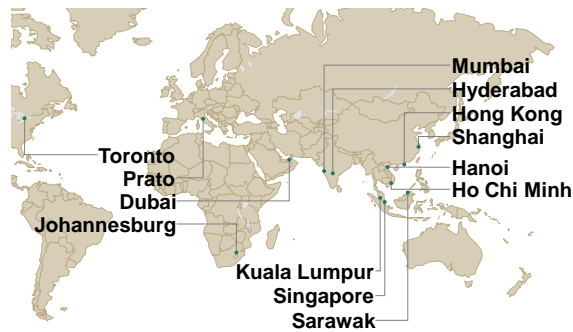 Mumbai
Hyderabad
Hong Kong
Shanghai
Toronto
Hanoi
Prato
Ho Chi Minh
Dubai
Johannesburg
Kuala Lumpur
Singapore
Sarawak